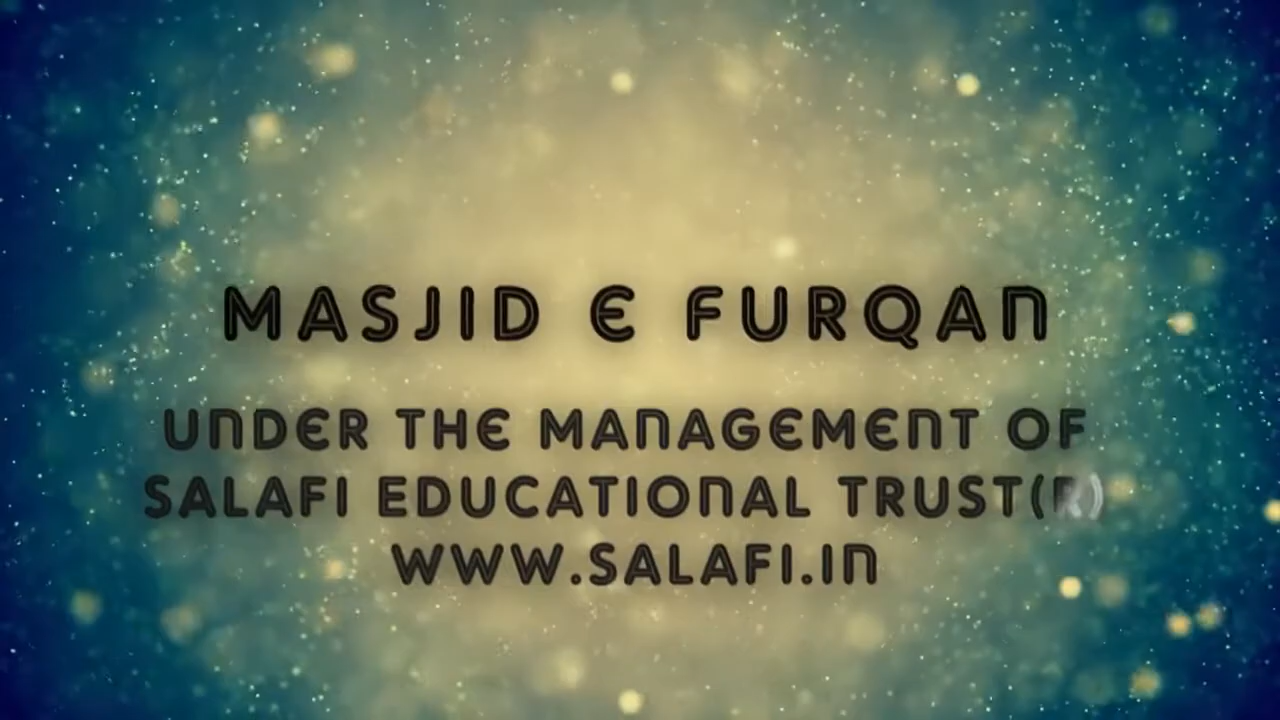 MASJID E FURQAN
UNDER THE MANAGEMENT OF
SALAFI EDUCATIONAL TRUST(R)
WWW.SALAFI.IN